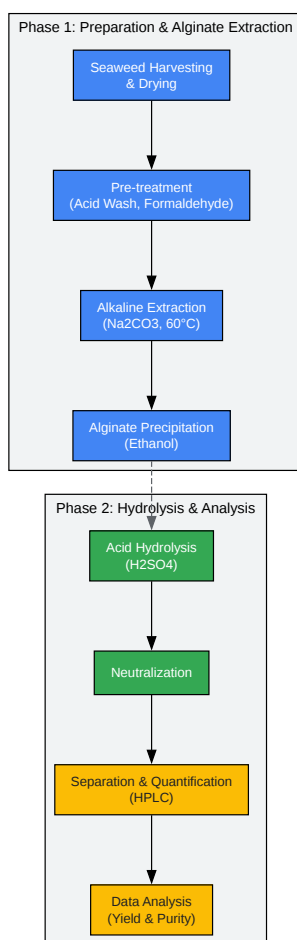 Phase 1: Preparation & Alginate Extraction
Seaweed Harvesting
& Drying
Pre-treatment
(Acid Wash, Formaldehyde)
Alkaline Extraction
(Na2CO3, 60°C)
Alginate Precipitation
(Ethanol)
Phase 2: Hydrolysis & Analysis
Acid Hydrolysis
(H2SO4)
Neutralization
Separation & Quantification
(HPLC)
Data Analysis
(Yield & Purity)